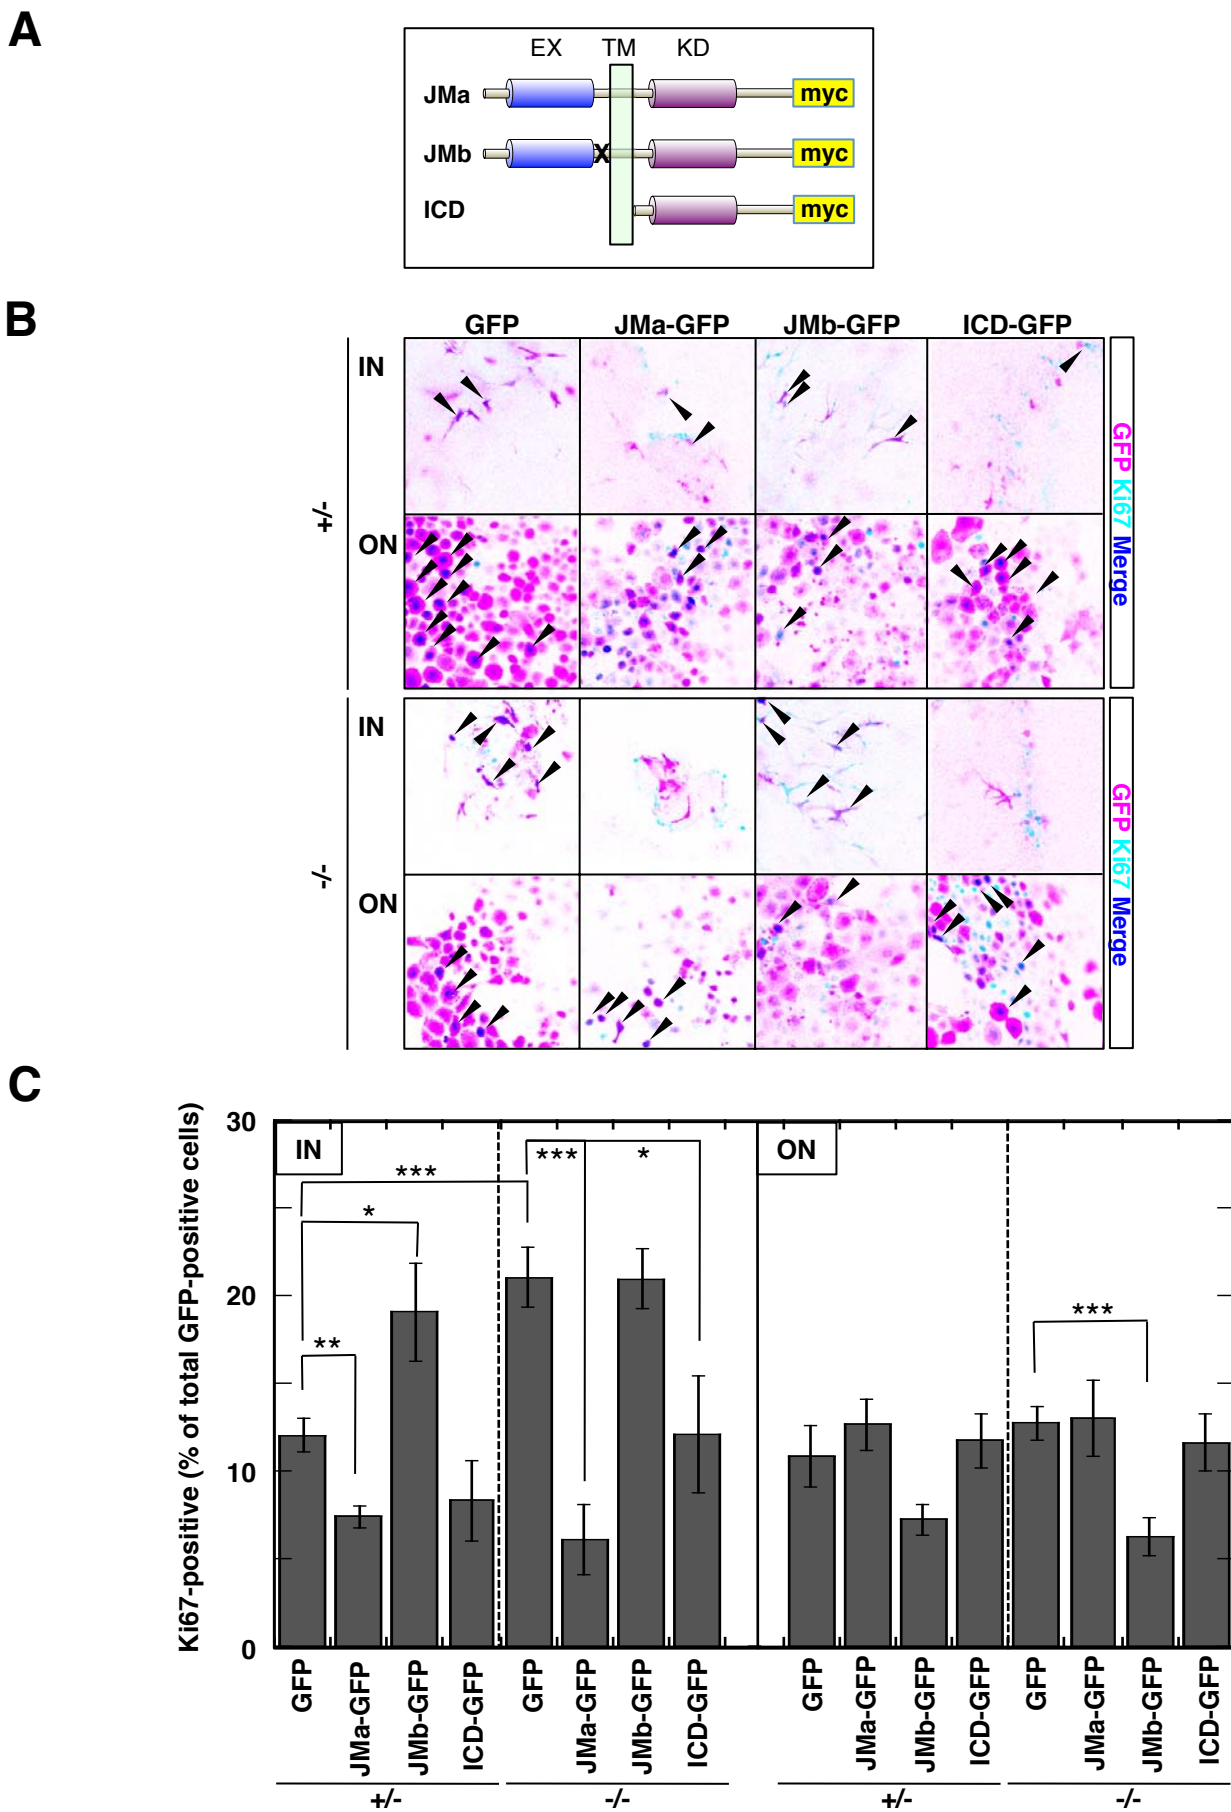 A
EX TM KD
JMa myc
JMb X myc
ICD myc
B
GFP JMa-GFP JMb-GFP ICD-GFP
+/-
IN
ON
GFP Ki67 Merge
-/-
IN
ON
GFP Ki67 Merge
C
Ki67-positive (% of total GFP-positive cells)
30
20
10
0
IN
*** * ** *** *
ON
***
GFP JMa-GFP JMb-GFP ICD-GFP GFP JMa-GFP JMb-GFP ICD-GFP GFP JMa-GFP JMb-GFP ICD-GFP GFP JMa-GFP JMb-GFP ICD-GFP
+/- -/- +/- -/-